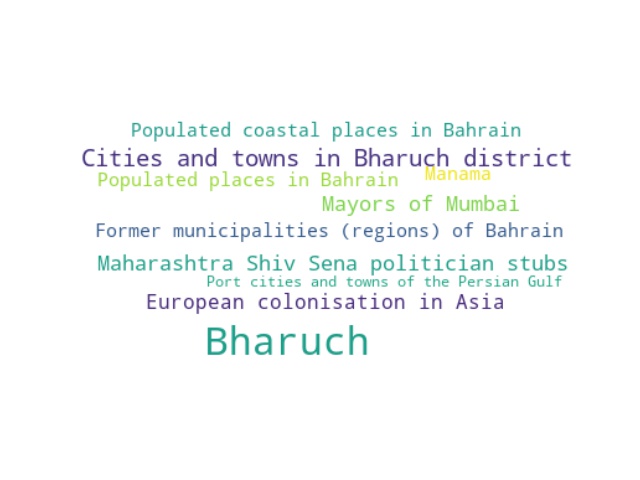 Populated coastal places in Bahrain
Cities and towns in Bharuch district
Manama
Populated places in Bahrain
Mayors of Mumbai
Former municipalities (regions) of Bahrain
Maharashtra Shiv Sena politician stubs
Port cities and towns of the Persian Gulf
European colonisation in Asia
Bharuch